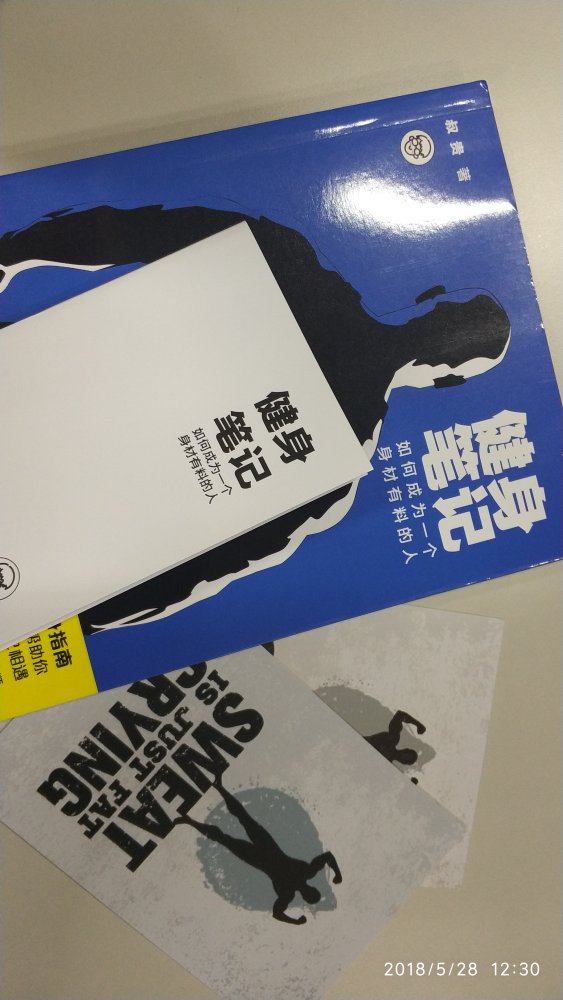 叔贵 著
健身
笔记
如何成为一个
身材有料的人
健身
笔记
如何成为一个
身材有料的人
指南
帮助你
相遇
SWEAT
IS JUST FAT
CRYING
2018/5/28 12:30